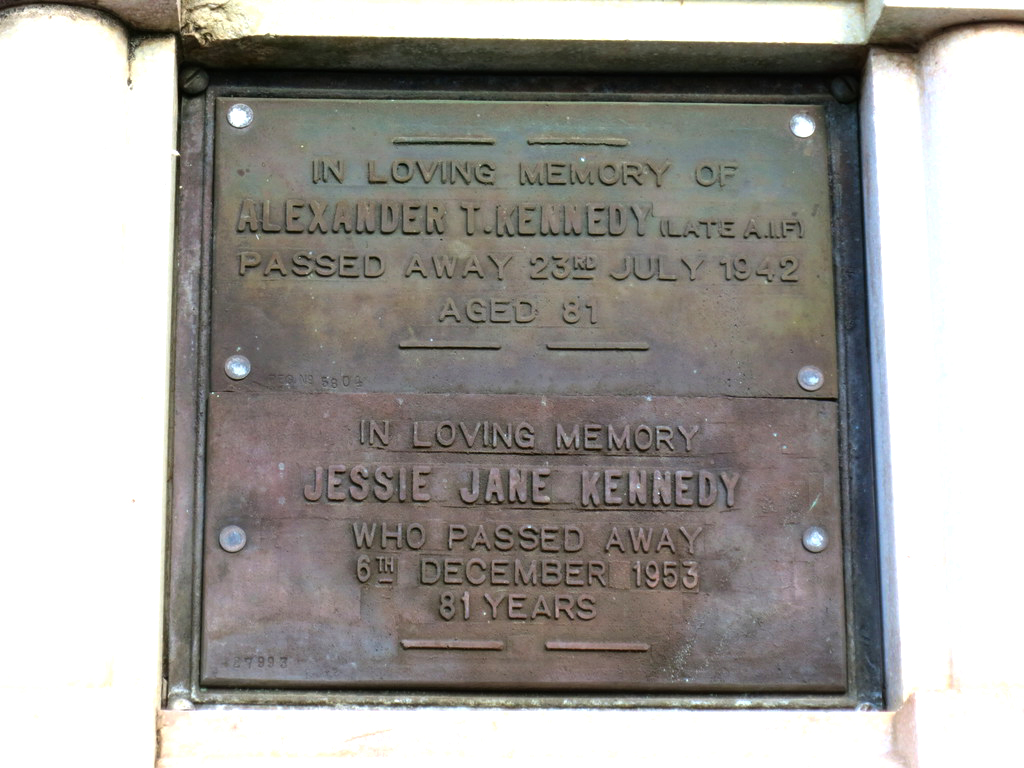 IN LOVING MEMORY OF
ALEXANDER T. KENNEDY (LATE A.I.F)
PASSED AWAY 23RD JULY 1942
AGED 81
IN LOVING MEMORY
JESSIE JANE KENNEDY
WHO PASSED AWAY
6TH DECEMBER 1953
81 YEARS